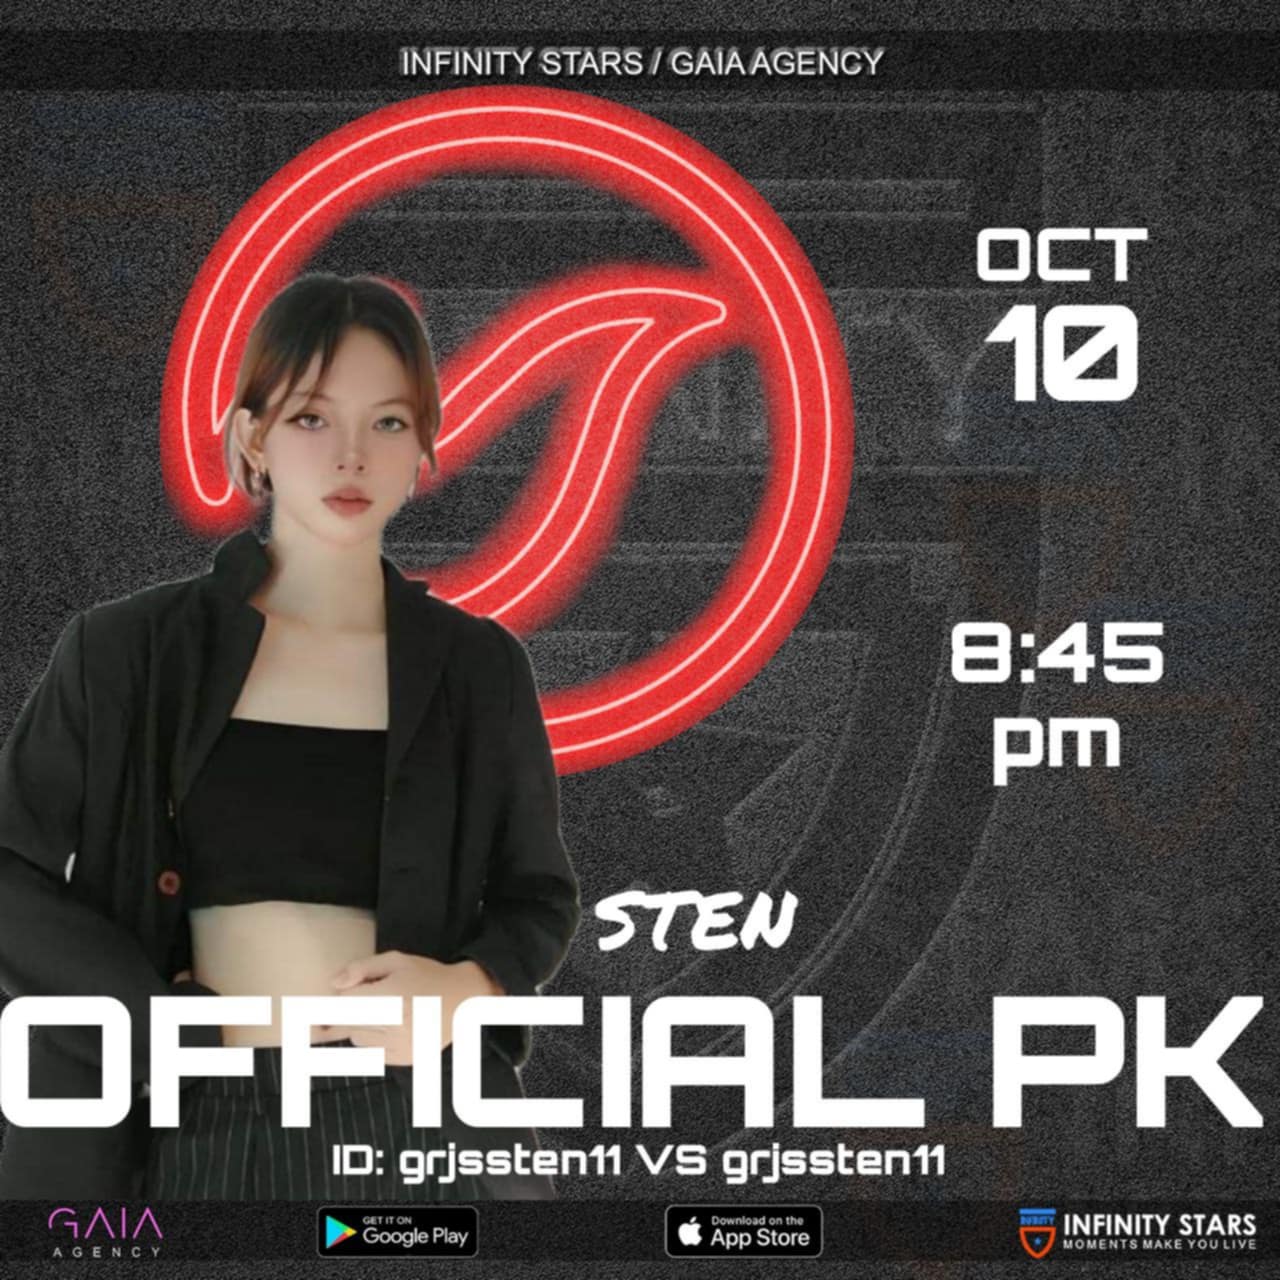 INFINITY STARS / GAIA AGENCY
OCT
10
8:45
pm
STEN
OFFICIAL PK
ID: grjssten11 VS grjssten11
GAIA
AGENCY
GET IT ON
Google Play
Download on the
App Store
INFINITY STARS
MOMENTS MAKE YOU LIVE